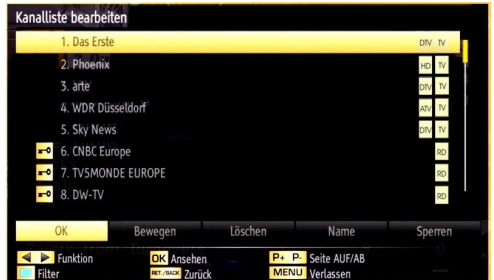 Kanalliste bearbeiten
1. Das Erste DTV TV
2. Phoenix HD TV
3. arte DTV TV
4. WDR Düsseldorf ATV TV
5. Sky News DTV TV
6. CNBC Europe RD
7. TV5MONDE EUROPE RD
8. DW-TV RD
OK Bewegen Löschen Name Sperren
Funktion OK Ansehen P+ P- Seite AUF/AB
Filter RET./BACK Zurück MENU Verlassen